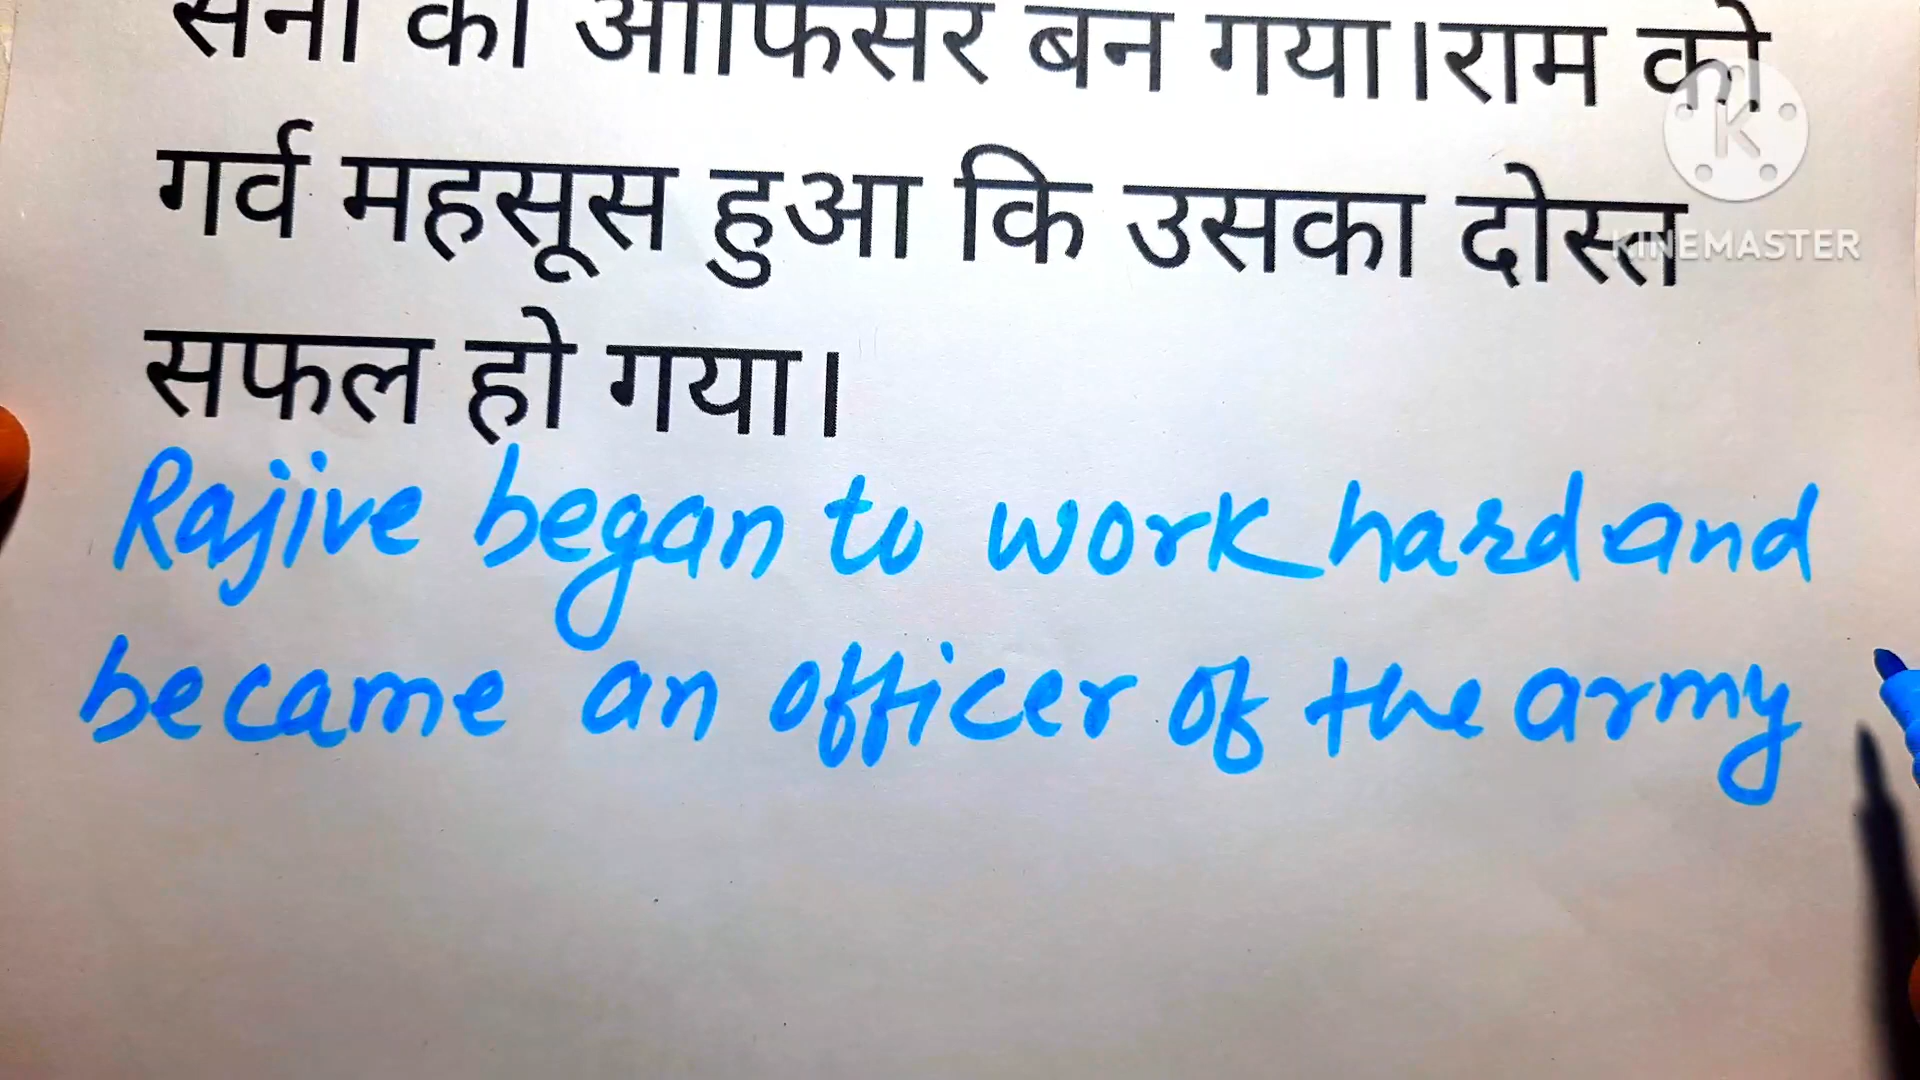 सेना का ऑफिसर बन गया।राम को
गर्व महसूस हुआ कि उसका दोस्त
सफल हो गया।
Rajive began to work hard and
became an officer of the army
K
KINEMASTER